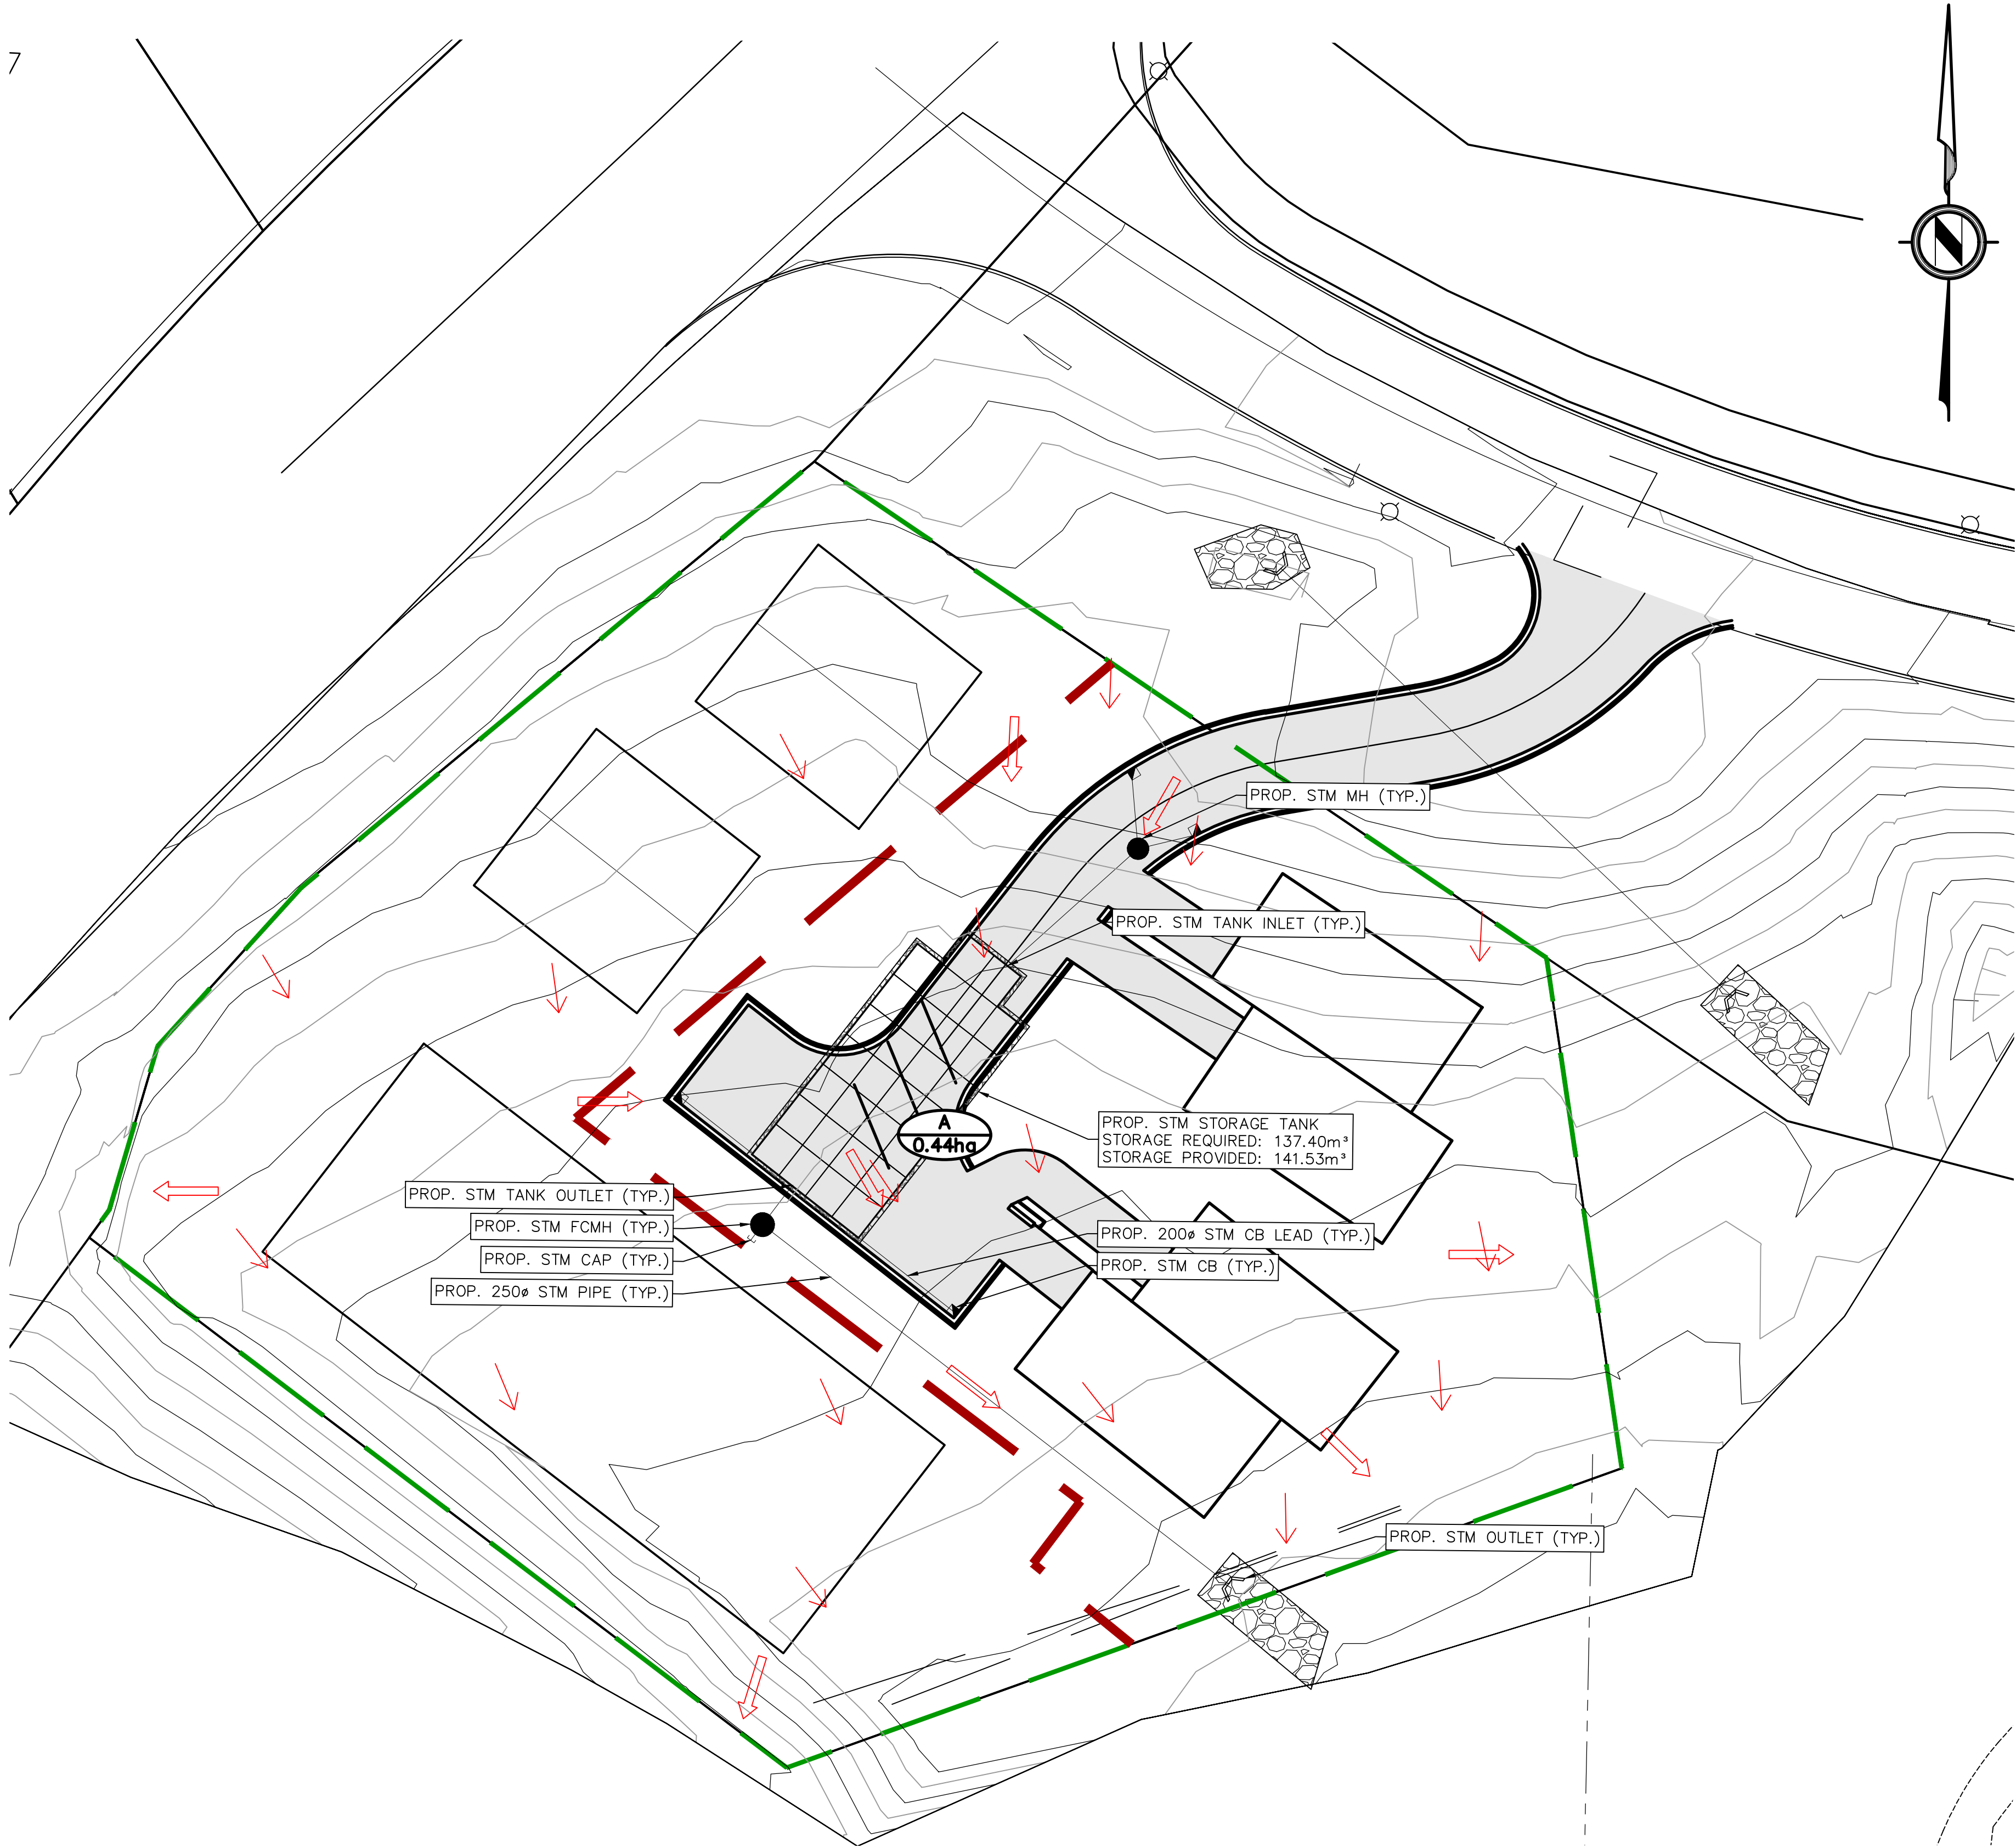 7
N
PROP. STM MH (TYP.)
PROP. STM TANK INLET (TYP.)
A
0.44ha
PROP. STM STORAGE TANK
STORAGE REQUIRED: 137.40m³
STORAGE PROVIDED: 141.53m³
PROP. STM TANK OUTLET (TYP.)
PROP. STM FCMH (TYP.)
PROP. STM CAP (TYP.)
PROP. 250ø STM PIPE (TYP.)
PROP. 200ø STM CB LEAD (TYP.)
PROP. STM CB (TYP.)
PROP. STM OUTLET (TYP.)